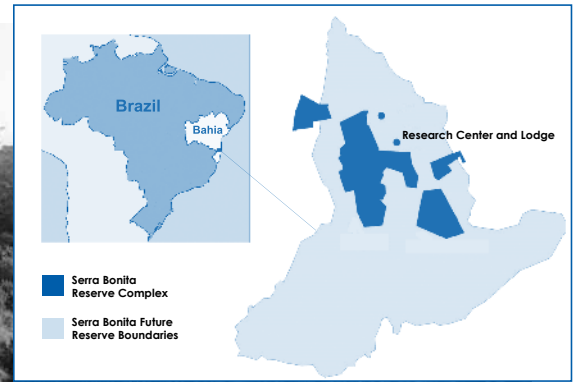 Brazil
Bahia
Research Center and Lodge
Serra Bonita
Reserve Complex
Serra Bonita Future
Reserve Boundaries